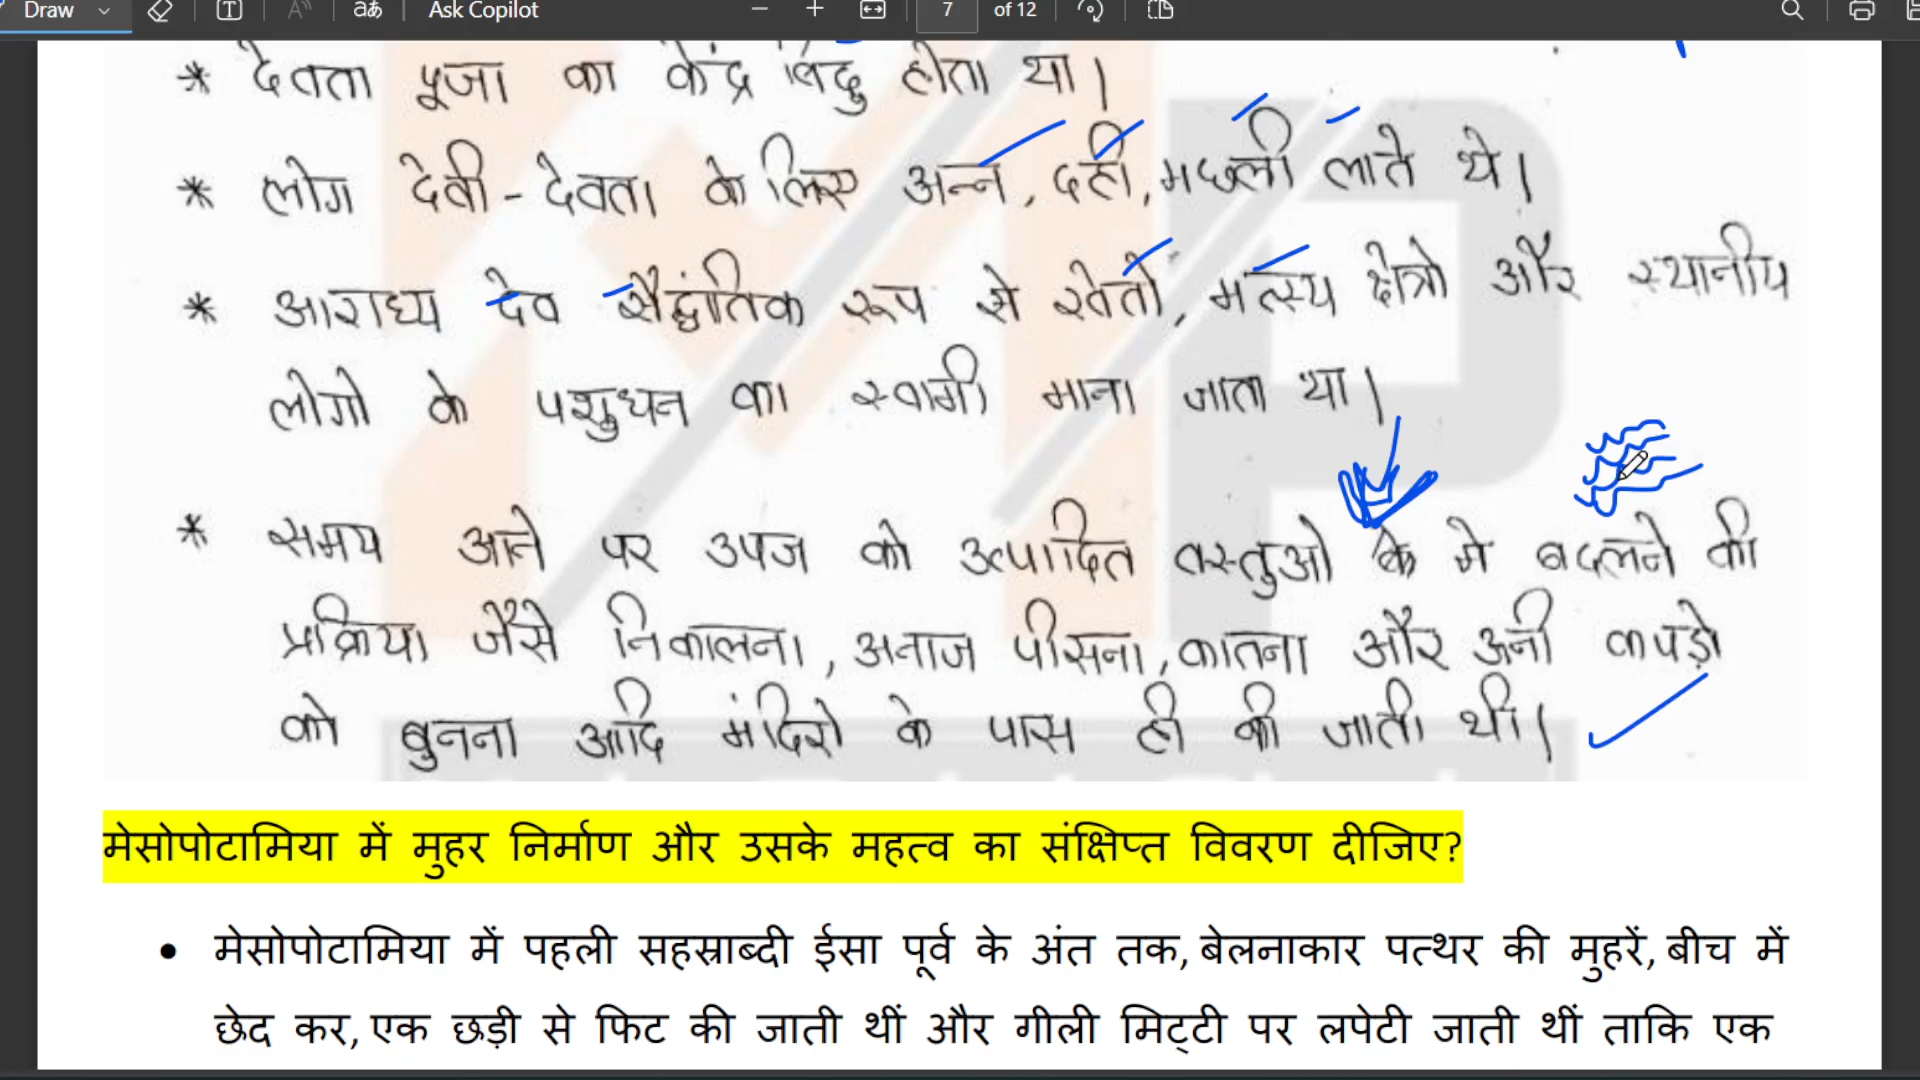 Draw aあ Ask Copilot 7 of 12
* देवता पूजा का केंद्र बिंदु होता था।
* लोग देवी-देवता के लिए अन्न, दही, मछली लाते थे।
* आराध्य देव सैद्धांतिक रूप से खेतो, मत्स्य क्षेत्रो और स्थानीय
लोगो के पशुधन का स्वामी माना जाता था।
* समय आने पर उपज को उत्पादित वस्तुओ के मे बदलने की
प्रक्रिया जैसे निकालना, अनाज पीसना, कातना और ऊनी कपड़ो
को बुनना आदि मंदिरो के पास ही की जाती थी।
मेसोपोटामिया में मुहर निर्माण और उसके महत्व का संक्षिप्त विवरण दीजिए?
• मेसोपोटामिया में पहली सहस्राब्दी ईसा पूर्व के अंत तक, बेलनाकार पत्थर की मुहरें, बीच में
छेद कर, एक छड़ी से फिट की जाती थीं और गीली मिट्टी पर लपेटी जाती थीं ताकि एक